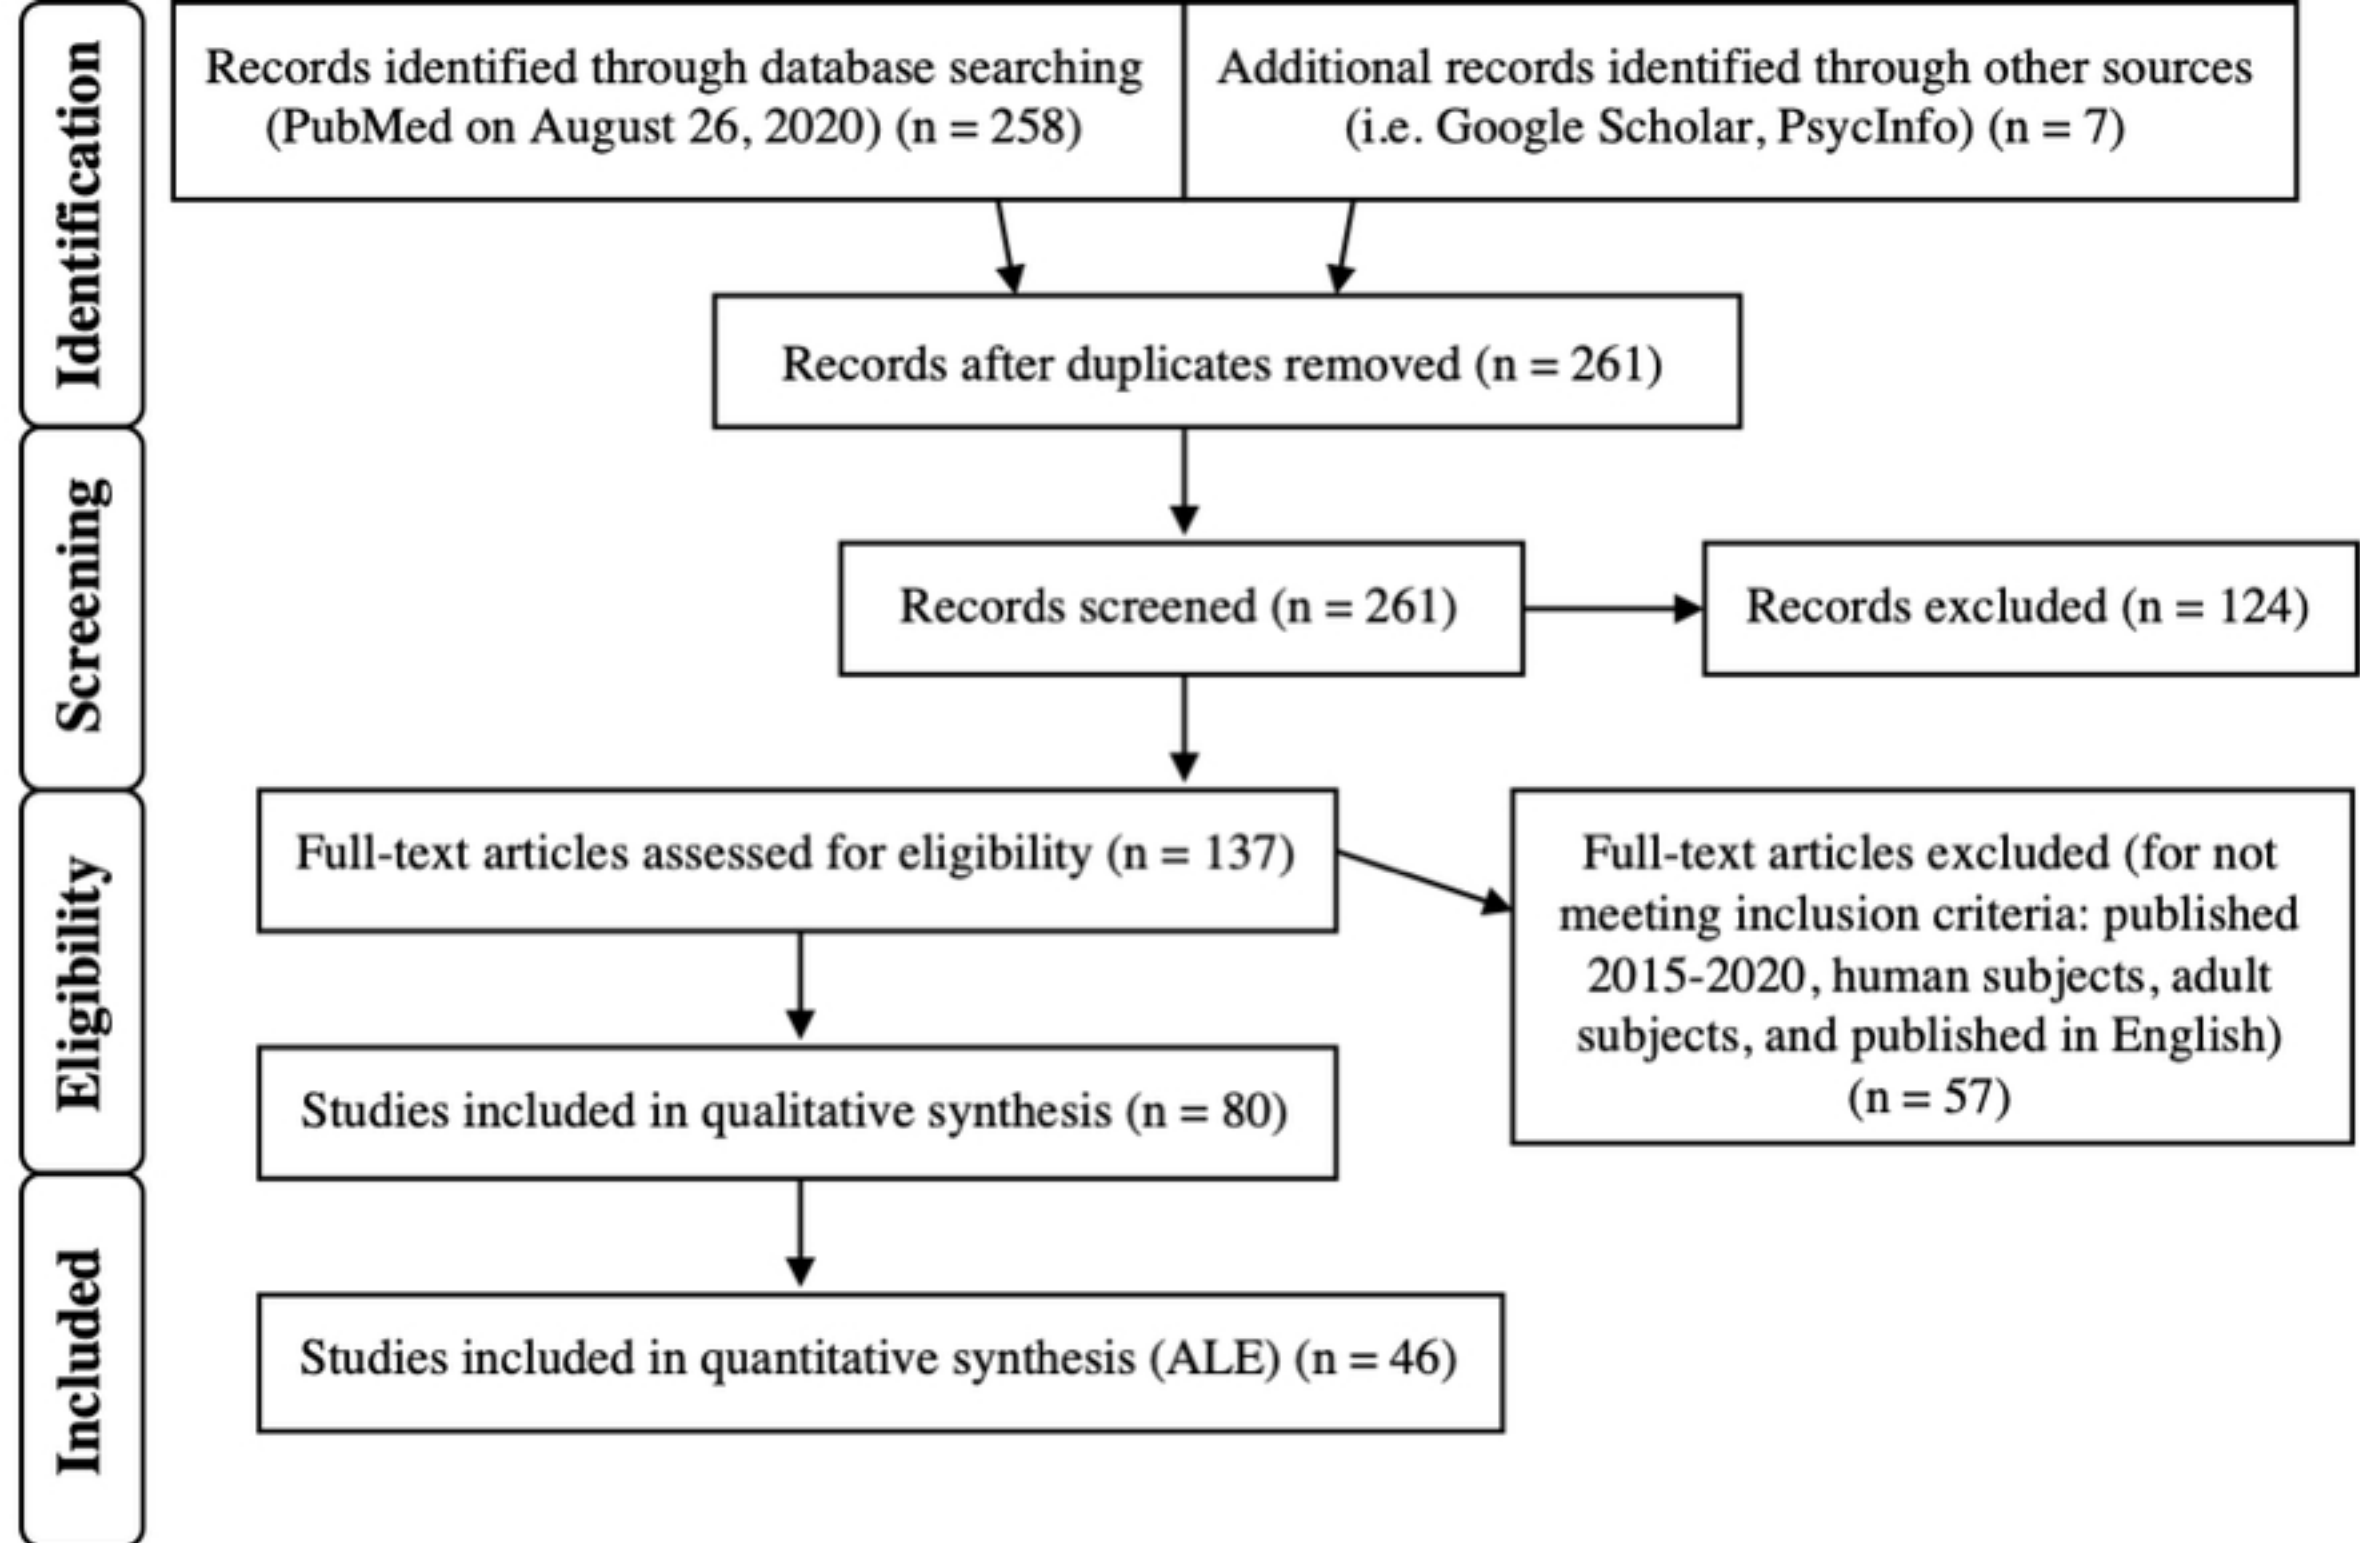 Identification
Records identified through database searching
(PubMed on August 26, 2020) (n = 258)
Additional records identified through other sources
(i.e. Google Scholar, PsycInfo) (n = 7)
Records after duplicates removed (n = 261)
Screening
Records screened (n = 261)
Records excluded (n = 124)
Eligibility
Full-text articles assessed for eligibility (n = 137)
Full-text articles excluded (for not
meeting inclusion criteria: published
2015-2020, human subjects, adult
subjects, and published in English)
(n = 57)
Studies included in qualitative synthesis (n = 80)
Included
Studies included in quantitative synthesis (ALE) (n = 46)